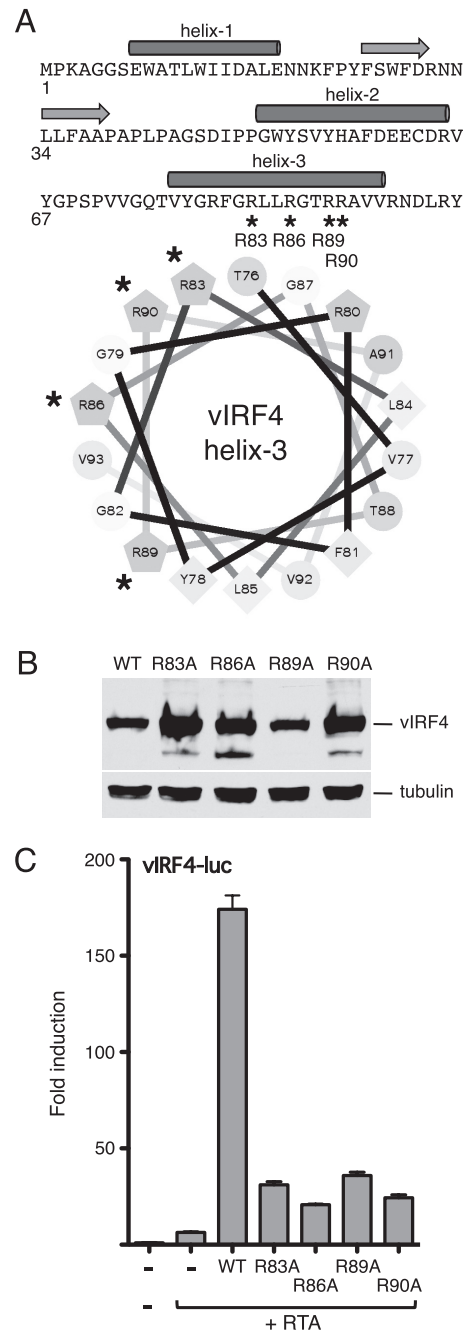 A
helix-1
MPKAGGSEWATLWIIDALENNKFPYFSWFDRNN
1
helix-2
LLFAAPAPLPAGSDIPPGWYSVYHAFDEECDRV
34
helix-3
YGPSPVVGQTVYGRFGRLLRGTRRAVVRNDLRY
67
* * **
R83 R86 R89
R90
* R83 T76 G87
* R90 R80
G79 A91
* R86 L84
vIRF4
helix-3
V93 V77
G82 T88
* R89 F81
Y78 L85 V92
B
WT R83A R86A R89A R90A
vIRF4
tubulin
C
vIRF4-luc
Fold induction
200
150
100
50
- - WT R83A R86A R89A R90A
- + RTA